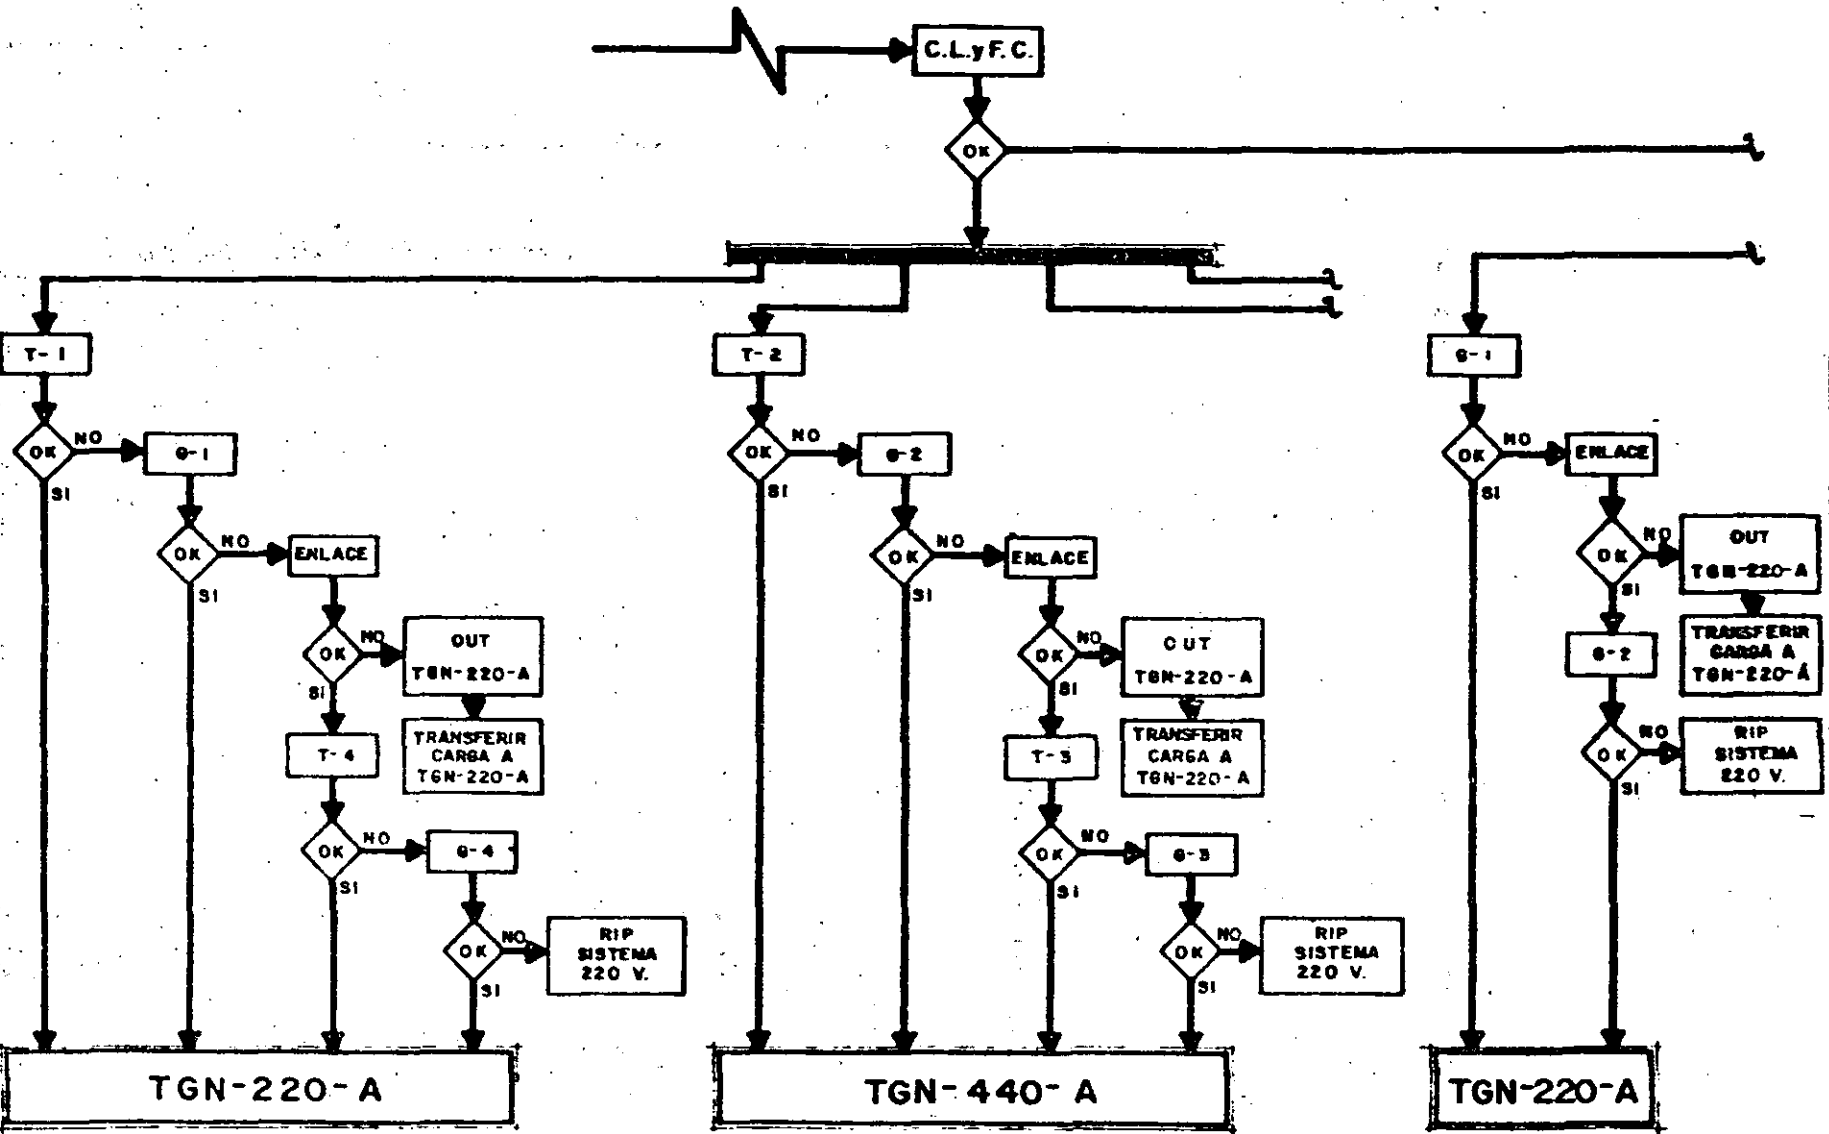 C.L.yF.C.
OK
T-1
OK
NO
SI
G-1
OK
NO
SI
ENLACE
OK
NO
SI
OUT
TGN-220-A
TRANSFERIR
CARGA A
TGN-220-A
T-4
OK
NO
SI
G-4
OK
NO
SI
RIP
SISTEMA
220 V.
TGN-220-A
T-2
OK
NO
SI
G-2
OK
NO
SI
ENLACE
OK
NO
SI
OUT
TGN-220-A
TRANSFERIR
CARGA A
TGN-220-A
T-3
OK
NO
SI
G-3
OK
NO
SI
RIP
SISTEMA
220 V.
TGN-440-A
G-1
OK
NO
SI
ENLACE
OK
NO
SI
OUT
TGN-220-A
TRANSFERIR
CARGA A
TGN-220-A
G-2
OK
NO
SI
RIP
SISTEMA
220 V.
TGN-220-A